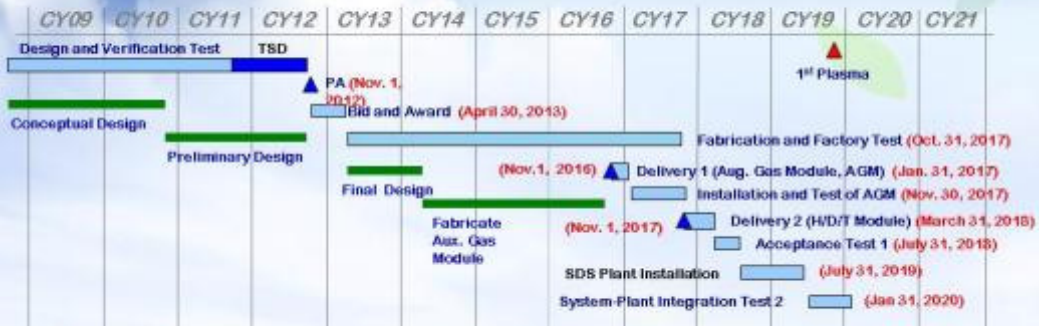 CY09 CY10 CY11 CY12 CY13 CY14 CY15 CY16 CY17 CY18 CY19 CY20 CY21
Design and Verification Test TSD
1st Plasma
PA (Nov. 1,
2012)
Bid and Award (April 30, 2013)
Conceptual Design
Fabrication and Factory Test (Oct. 31, 2017)
Preliminary Design
(Nov.1, 2016) Delivery 1 (Aug. Gas Module, AGM) (Jan. 31, 2017)
Final Design
Installation and Test of AGM (Nov. 30, 2017)
Fabricate
Aux. Gas
Module
(Nov. 1, 2017) Delivery 2 (H/D/T Module) (March 31, 2018)
Acceptance Test 1 (July 31, 2018)
SDS Plant Installation (July 31, 2019)
System-Plant Integration Test 2 (Jan 31, 2020)